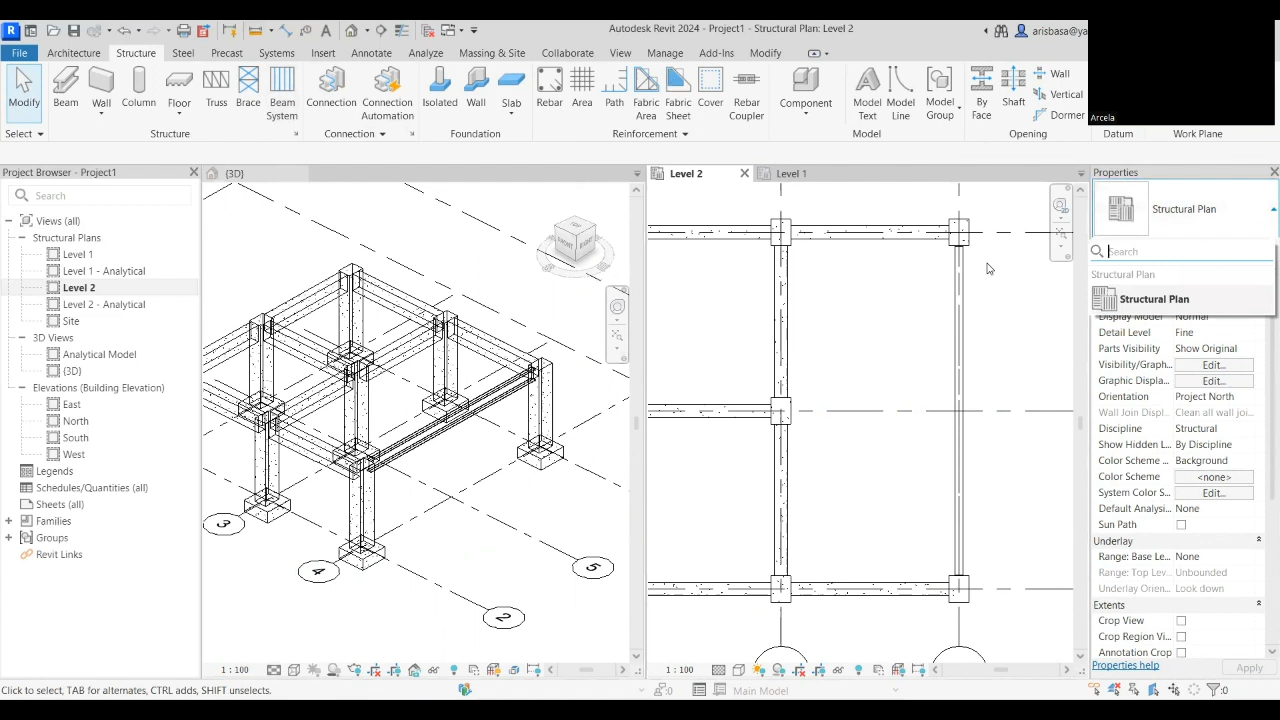 Autodesk Revit 2024 - Project1 - Structural Plan: Level 2
arisbasa@ya
File Architecture Structure Steel Precast Systems Insert Annotate Analyze Massing & Site Collaborate View Manage Modify
Modify Beam Wall Column Floor Truss Brace Beam System Connection Connection Automation Isolated Wall Slab Rebar Area Path Fabric Area Fabric Sheet Cover Rebar Coupler Component Model Text Model Line Model Group By Face Shaft Wall Vertical Dormer
Arcela
Select Structure Connection Foundation Reinforcement Model Opening Datum Work Plane
Project Browser - Project1
{3D}
Level 2
Level 1
Properties
Search
Views (all)
Structural Plans
Level 1
Level 1 - Analytical
Level 2
Level 2 - Analytical
Site
3D Views
Analytical Model
{3D}
Elevations (Building Elevation)
East
North
South
West
Legends
Schedules/Quantities (all)
Sheets (all)
Families
Groups
Revit Links
TOP
FRONT
RIGHT
3
4
5
2
1 : 100
1 : 100
Structural Plan
Search
Structural Plan
Structural Plan
Display Model Normal
Detail Level Fine
Parts Visibility Show Original
Visibility/Graph... Edit...
Graphic Displa... Edit...
Orientation Project North
Wall Join Displ... Clean all wall joi...
Discipline Structural
Show Hidden L... By Discipline
Color Scheme ... Background
Color Scheme <none>
System Color S... Edit...
Default Analysi... None
Sun Path
Underlay
Range: Base Le... None
Range: Top Lev... Unbounded
Underlay Orien... Look down
Extents
Crop View
Crop Region Vi...
Annotation Crop
Properties help
Apply
Click to select, TAB for alternates, CTRL adds, SHIFT unselects.
:0
Main Model
:0